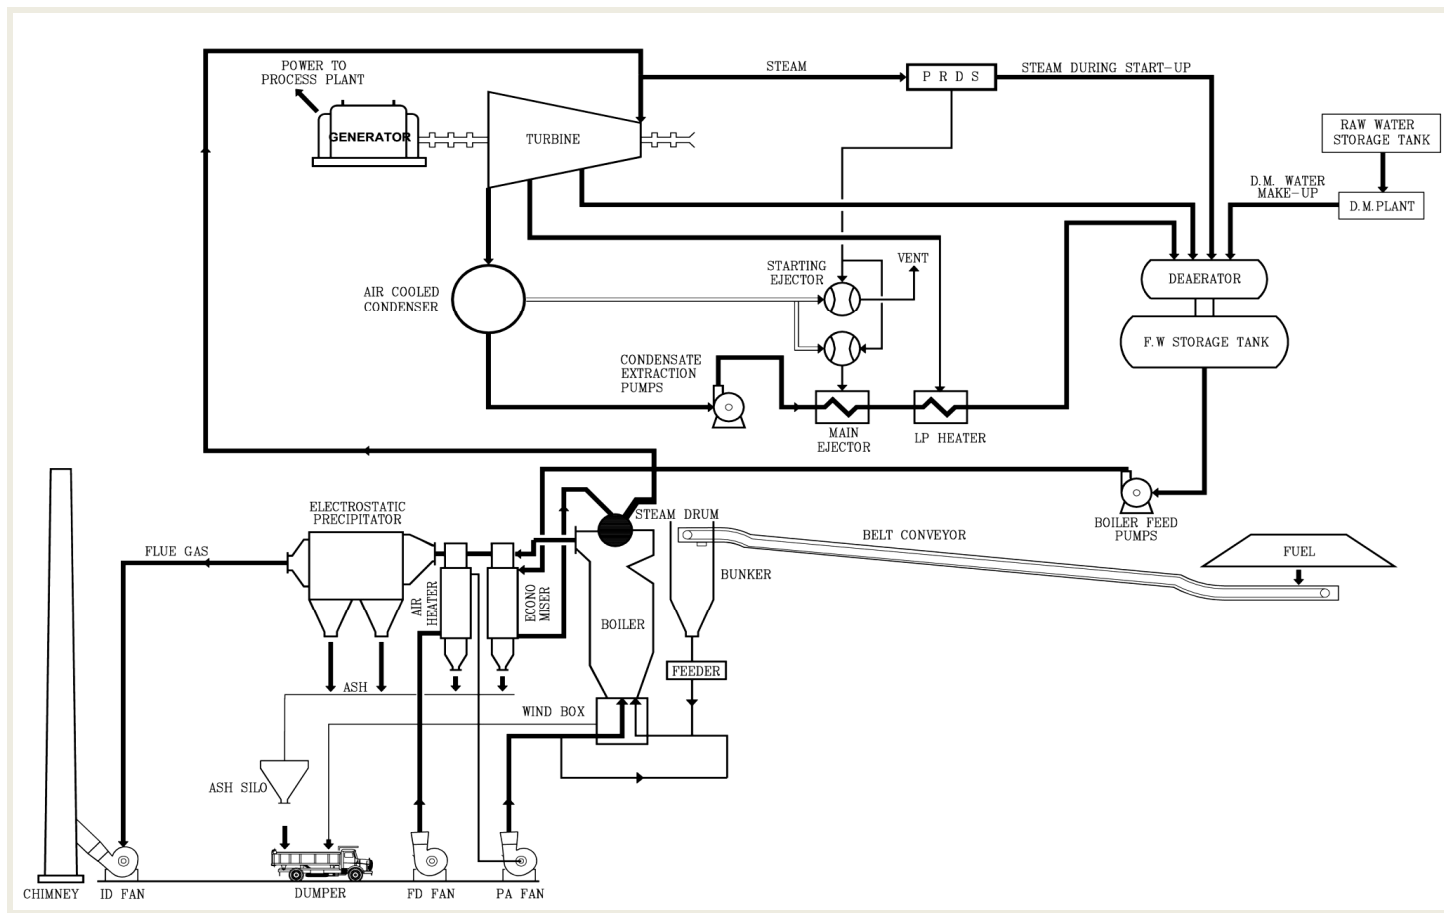 POWER TO
PROCESS PLANT
STEAM
P R D S
STEAM DURING START-UP
GENERATOR
TURBINE
RAW WATER
STORAGE TANK
D.M. WATER
MAKE-UP
D.M.PLANT
STARTING
EJECTOR
VENT
DEAERATOR
AIR COOLED
CONDENSER
F.W STORAGE TANK
CONDENSATE
EXTRACTION
PUMPS
MAIN
EJECTOR
LP HEATER
ELECTROSTATIC
PRECIPITATOR
STEAM DRUM
BOILER FEED
PUMPS
BELT CONVEYOR
FLUE GAS
FUEL
BUNKER
AIR
HEATER
ECONO
MISER
BOILER
FEEDER
ASH
WIND BOX
ASH SILO
CHIMNEY
ID FAN
DUMPER
FD FAN
PA FAN